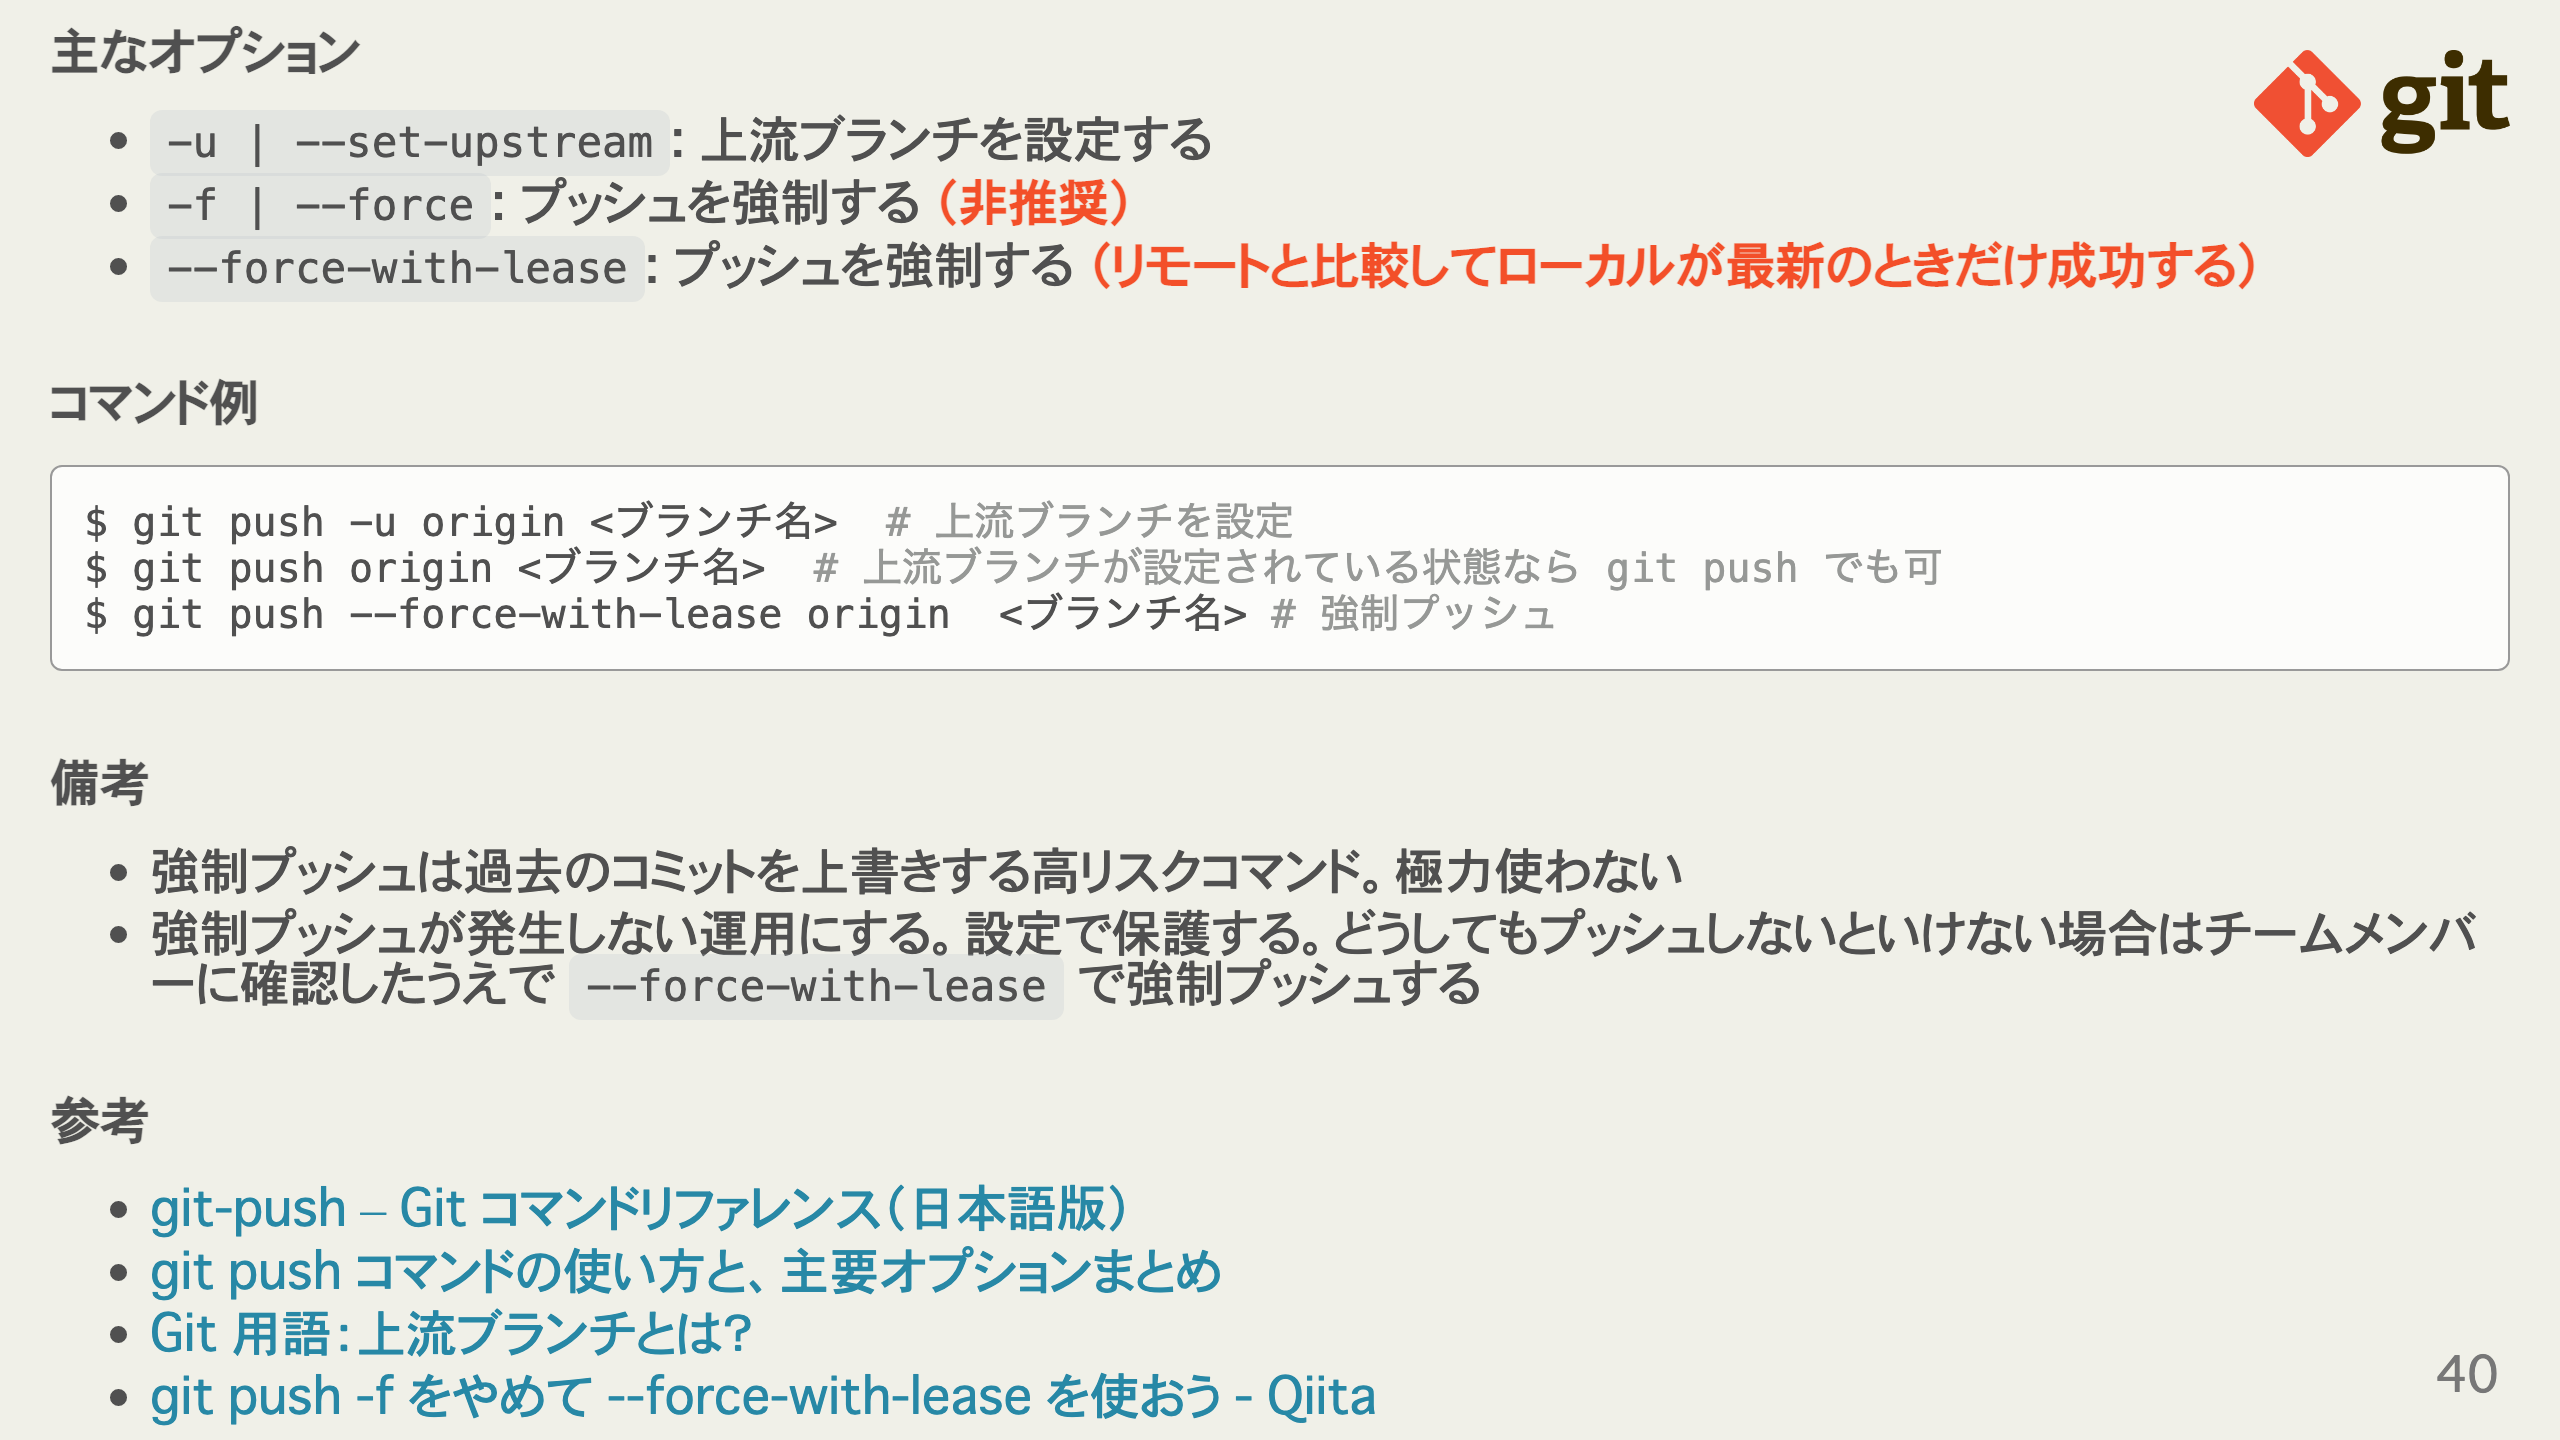 主なオプション
git
-u | --set-upstream : 上流ブランチを設定する
-f | --force : プッシュを強制する（非推奨）
--force-with-lease : プッシュを強制する（リモートと比較してローカルが最新のときだけ成功する）
コマンド例
$ git push -u origin <ブランチ名>  # 上流ブランチを設定
$ git push origin <ブランチ名>  # 上流ブランチが設定されている状態なら git push でも可
$ git push --force-with-lease origin  <ブランチ名> # 強制プッシュ
備考
強制プッシュは過去のコミットを上書きする高リスクコマンド。極力使わない
強制プッシュが発生しない運用にする。設定で保護する。どうしてもプッシュしないといけない場合はチームメンバ
ーに確認したうえで --force-with-lease で強制プッシュする
参考
git-push – Git コマンドリファレンス（日本語版）
git push コマンドの使い方と、主要オプションまとめ
Git 用語：上流ブランチとは？
git push -f をやめて --force-with-lease を使おう - Qiita
40